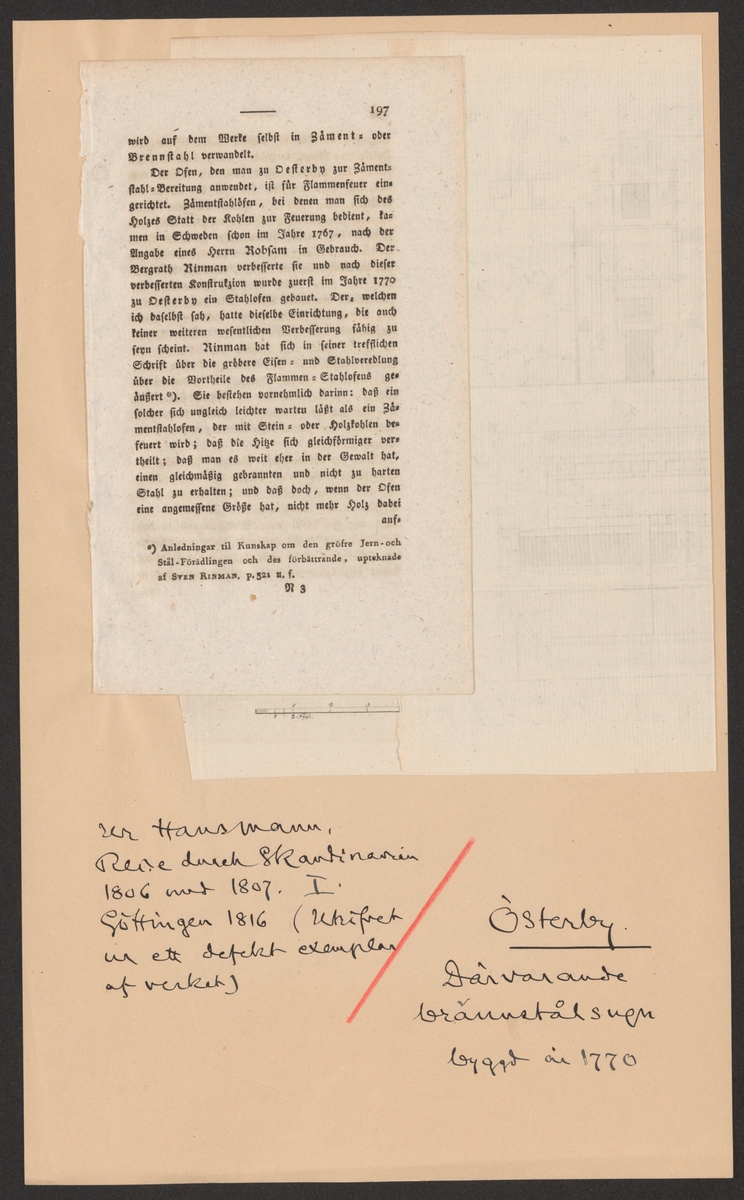 197
wird auf dem Werke selbst in Zäment- oder
Brennstahl verwandelt.
Der Ofen, den man zu Oesterby zur Zäment-
stahl-Bereitung anwendet, ist für Flammenfeuer ein-
gerichtet. Zämentstahlöfen, bei denen man sich des
Holzes Statt der Kohlen zur Feuerung bedient, ka-
men in Schweden schon im Jahre 1767, nach der
Angabe eines Herrn Robsam in Gebrauch. Der
Bergrath Rinman verbesserte sie und nach dieser
verbesserten Konstrukzion wurde zuerst im Jahre 1770
zu Oesterby ein Stahlofen gebauet. Der, welchen
ich daselbst sah, hatte dieselbe Einrichtung, die auch
keiner weiteren wesentlichen Verbesserung fähig zu
seyn scheint. Rinman hat sich in seiner trefflichen
Schrift über die gröbere Eisen- und Stahlveredlung
über die Vortheile des Flammen-Stahlofens ge-
äußert*). Sie bestehen vornehmlich darinn: daß ein
solcher sich ungleich leichter warten läßt als ein Zä-
mentstahlofen, der mit Stein- oder Holzkohlen be-
feuert wird; daß die Hitze sich gleichförmiger ver-
theilt; daß man es weit eher in der Gewalt hat,
einen gleichmäßig gebrannten und nicht zu harten
Stahl zu erhalten; und daß doch, wenn der Ofen
eine angemessene Größe hat, nicht mehr Holz dabei
auf-
*) Anledningar til Kunskap om den gröfre Jern-och
Stål-Förädlingen och des förbättrande, upteknade
af SVEN RINMAN. p. 321 u. f.
N 3
ur Hausmann,
Reise durch Skandinavien
1806 und 1807. I.
Göttingen 1816 (Utrifvet
ur ett defekt exemplar
af verket)
Österby.
Därvarande
brännstålsugn
byggd år 1770